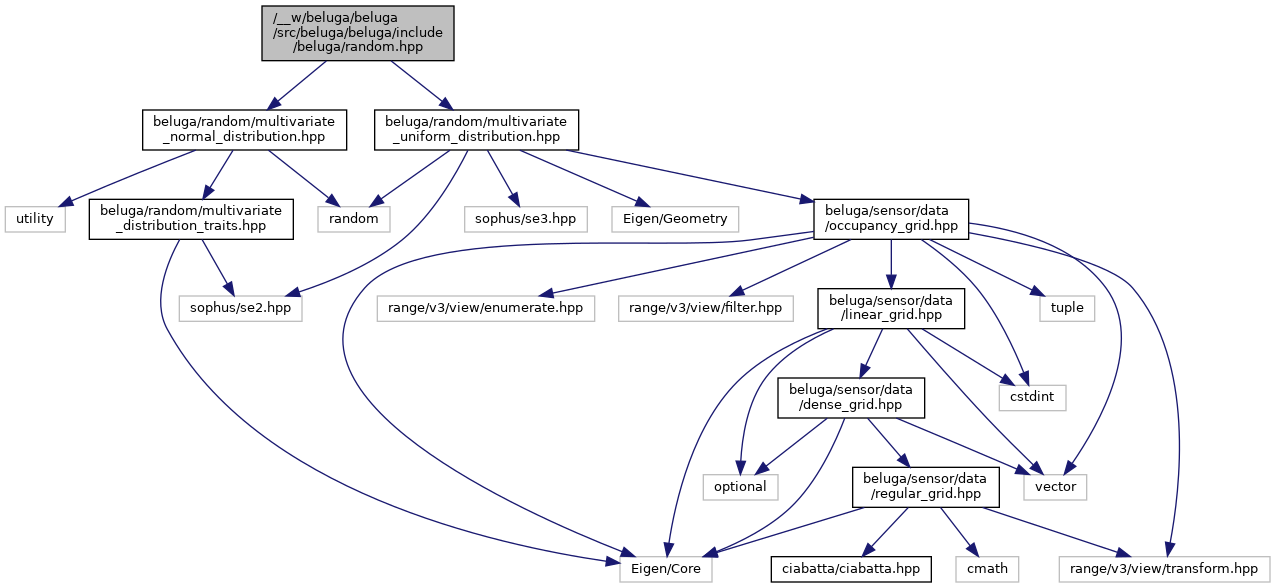 /__w/beluga/beluga
/src/beluga/beluga/include
/beluga/random.hpp
beluga/random/multivariate
_normal_distribution.hpp
beluga/random/multivariate
_uniform_distribution.hpp
utility
beluga/random/multivariate
_distribution_traits.hpp
random
sophus/se3.hpp
Eigen/Geometry
beluga/sensor/data
/occupancy_grid.hpp
sophus/se2.hpp
range/v3/view/enumerate.hpp
range/v3/view/filter.hpp
beluga/sensor/data
/linear_grid.hpp
tuple
beluga/sensor/data
/dense_grid.hpp
cstdint
optional
beluga/sensor/data
/regular_grid.hpp
vector
Eigen/Core
ciabatta/ciabatta.hpp
cmath
range/v3/view/transform.hpp